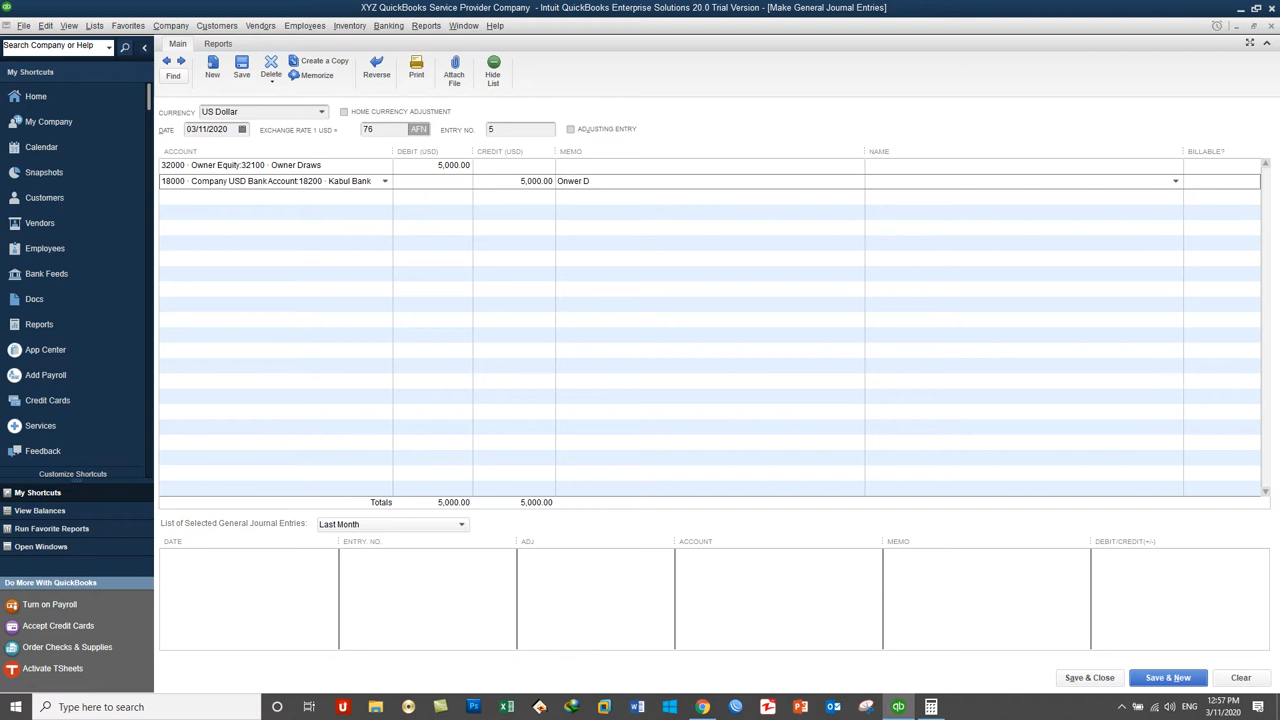 XYZ QuickBooks Service Provider Company - Intuit QuickBooks Enterprise Solutions 20.0 Trial Version - [Make General Journal Entries]
File Edit View Lists Favorites Company Customers Vendors Employees Inventory Banking Reports Window Help
Search Company or Help
My Shortcuts
Home
My Company
Calendar
Snapshots
Customers
Vendors
Employees
Bank Feeds
Docs
Reports
App Center
Add Payroll
Credit Cards
Services
Feedback
Customize Shortcuts
My Shortcuts
View Balances
Run Favorite Reports
Open Windows
Do More With QuickBooks
Turn on Payroll
Accept Credit Cards
Order Checks & Supplies
Activate TSheets
Main Reports
Find New Save Delete Create a Copy Memorize Reverse Print Attach File Hide List
CURRENCY US Dollar HOME CURRENCY ADJUSTMENT
DATE 03/11/2020 EXCHANGE RATE 1 USD = 76 AFN ENTRY NO. 5 ADJUSTING ENTRY
ACCOUNT DEBIT (USD) CREDIT (USD) MEMO NAME BILLABLE?
32000 · Owner Equity:32100 · Owner Draws 5,000.00
18000 · Company USD Bank Account:18200 · Kabul Bank 5,000.00 Onwer D
Totals 5,000.00 5,000.00
List of Selected General Journal Entries: Last Month
DATE ENTRY. NO. ADJ ACCOUNT MEMO DEBIT/CREDIT(+/-)
Save & Close Save & New Clear
Type here to search
ENG 12:57 PM
3/11/2020